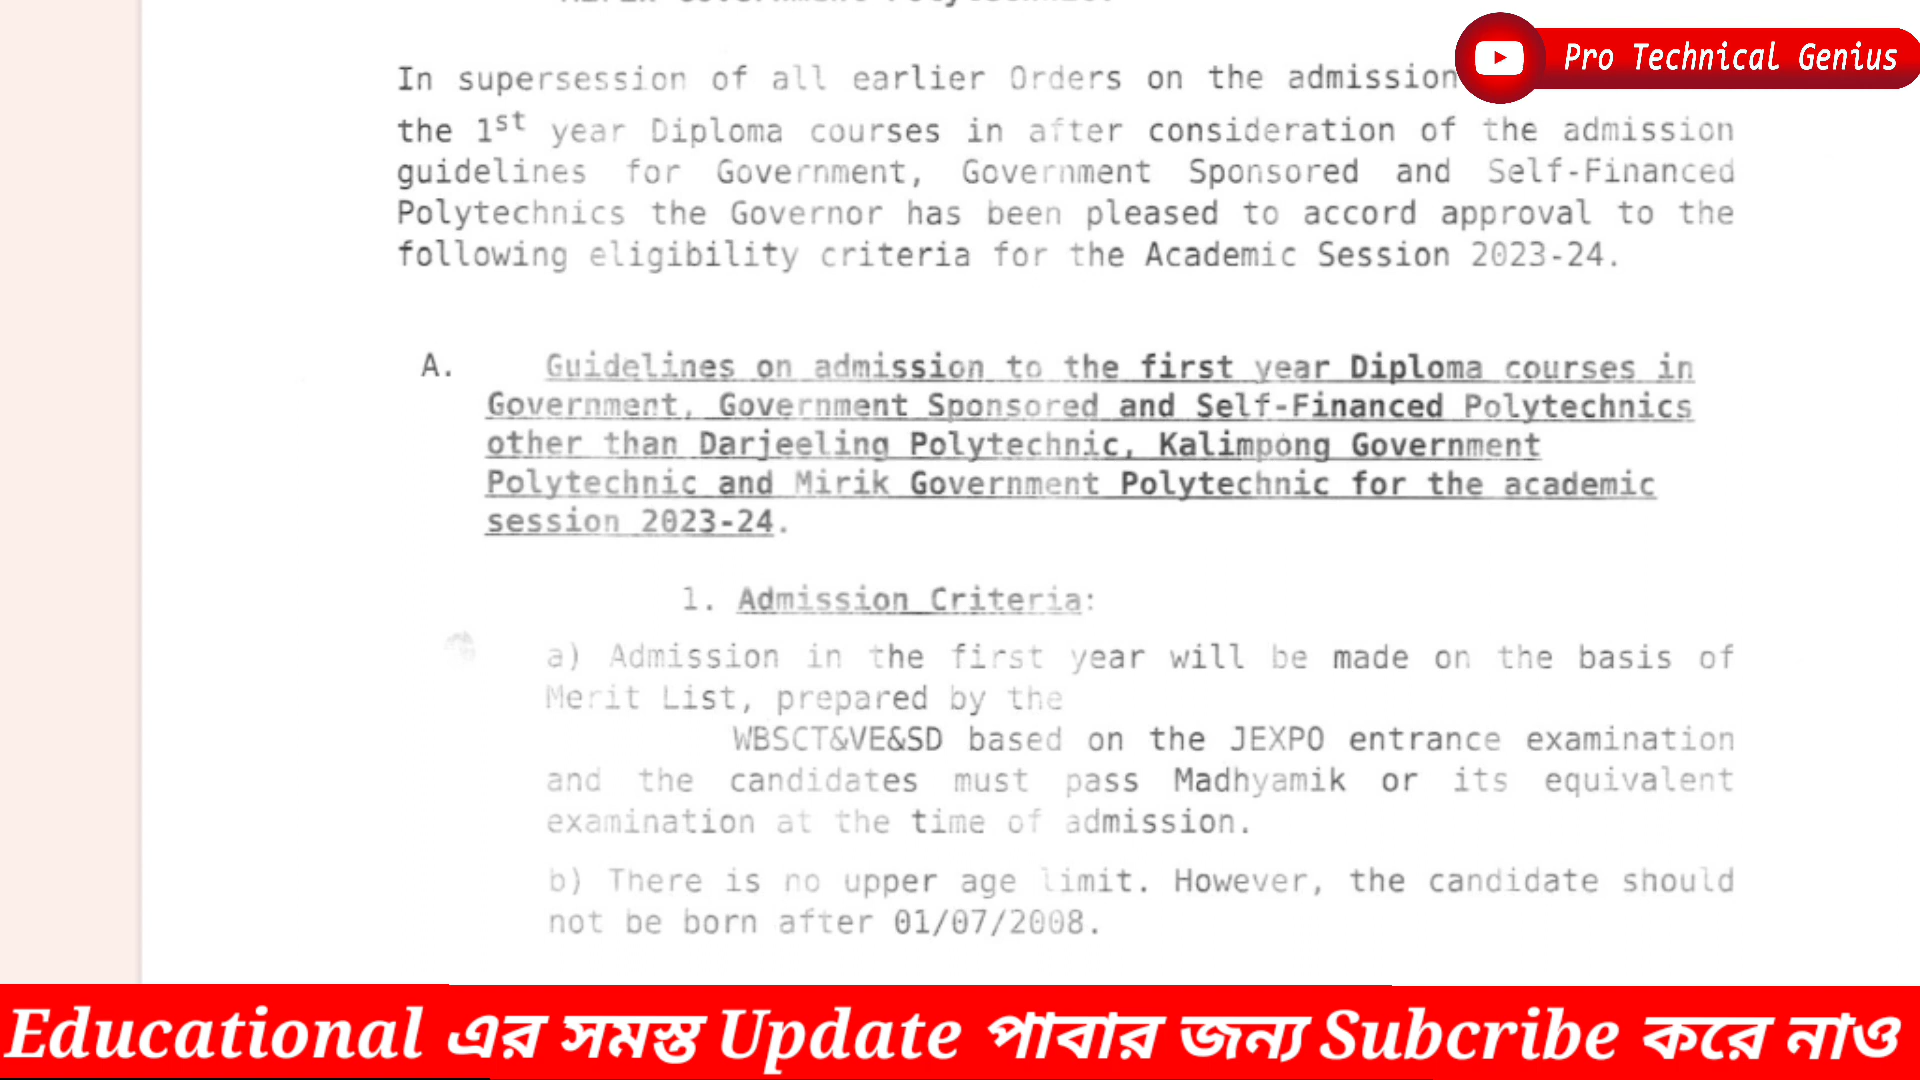 Pro Technical Genius
In supersession of all earlier Orders on the admission
the 1st year Diploma courses in after consideration of the admission
guidelines for Government, Government Sponsored and Self-Financed
Polytechnics the Governor has been pleased to accord approval to the
following eligibility criteria for the Academic Session 2023-24.
A. Guidelines on admission to the first year Diploma courses in
Government, Government Sponsored and Self-Financed Polytechnics
other than Darjeeling Polytechnic, Kalimpong Government
Polytechnic and Mirik Government Polytechnic for the academic
session 2023-24.
1. Admission Criteria:
a) Admission in the first year will be made on the basis of
Merit List, prepared by the
WBSCT&VE&SD based on the JEXPO entrance examination
and the candidates must pass Madhyamik or its equivalent
examination at the time of admission.
b) There is no upper age limit. However, the candidate should
not be born after 01/07/2008.
Educational এর সমস্ত Update পাবার জন্য Subcribe করে নাও